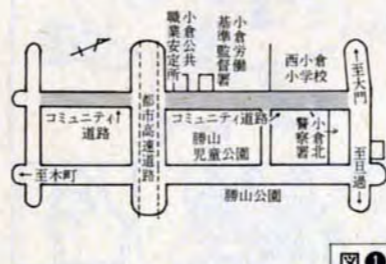 小倉公共
職業安定所
小倉労働
基準監督署
西小倉
小学校
↑至大門
コミュニティ
道路
都市高速道路
コミュニティ道路
勝山
児童公園
小倉北
警察署
至旦過↓
←至木町
勝山公園
図❶